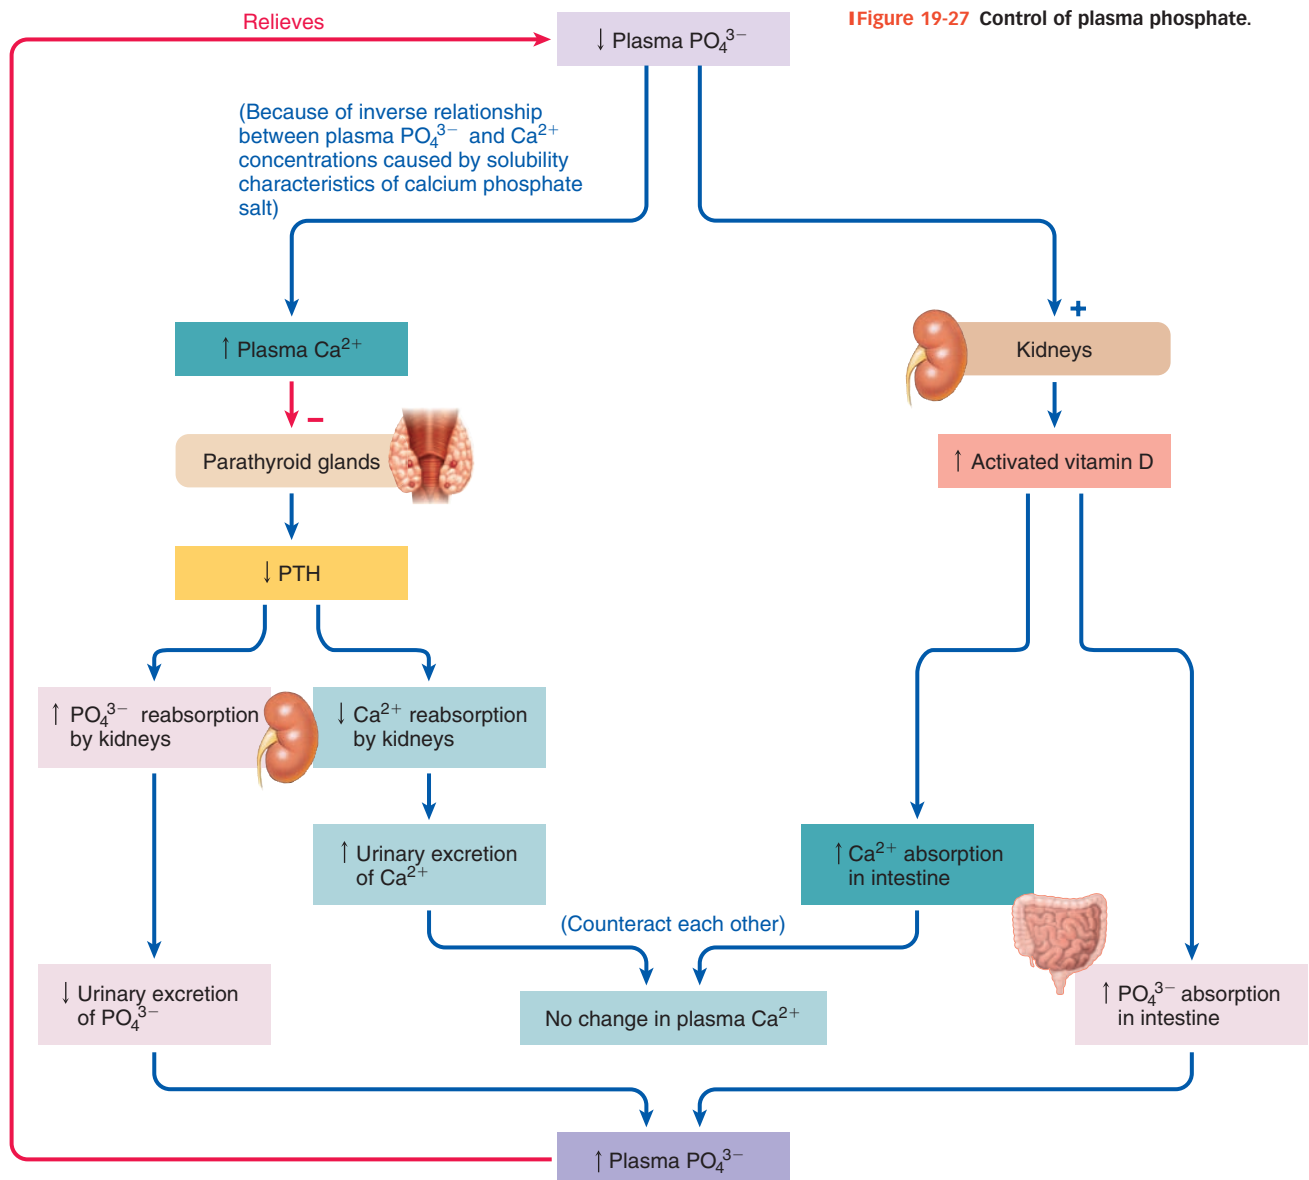 Relieves
Figure 19-27 Control of plasma phosphate.
↓ Plasma PO₄³⁻
(Because of inverse relationship
between plasma PO₄³⁻ and Ca²⁺
concentrations caused by solubility
characteristics of calcium phosphate
salt)
+
↑ Plasma Ca²⁺
Kidneys
−
Parathyroid glands
↑ Activated vitamin D
↓ PTH
↑ PO₄³⁻ reabsorption
by kidneys
↓ Ca²⁺ reabsorption
by kidneys
↑ Urinary excretion
of Ca²⁺
↑ Ca²⁺ absorption
in intestine
(Counteract each other)
↓ Urinary excretion
of PO₄³⁻
No change in plasma Ca²⁺
↑ PO₄³⁻ absorption
in intestine
↑ Plasma PO₄³⁻